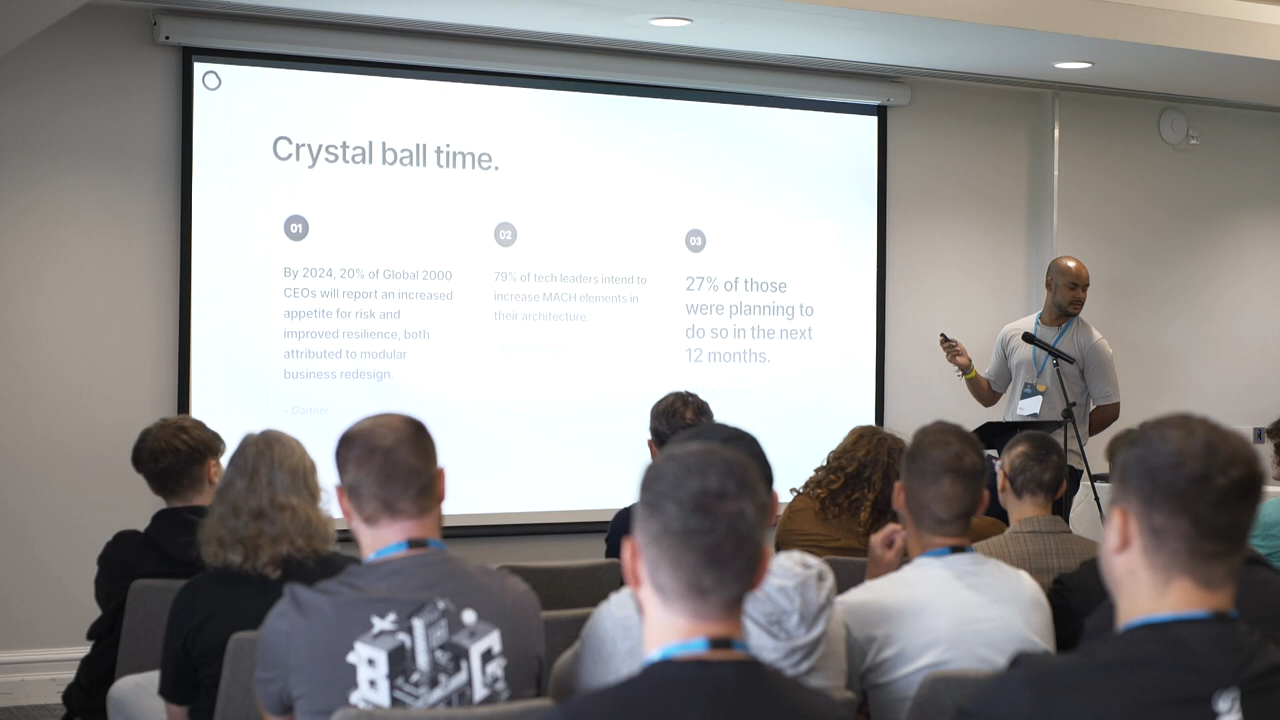 Crystal ball time.
01
By 2024, 20% of Global 2000
CEOs will report an increased
appetite for risk and
improved resilience, both
attributed to modular
business redesign.
- Gartner
02
79% of tech leaders intend to
increase MACH elements in
their architecture.
03
27% of those
were planning to
do so in the next
12 months.